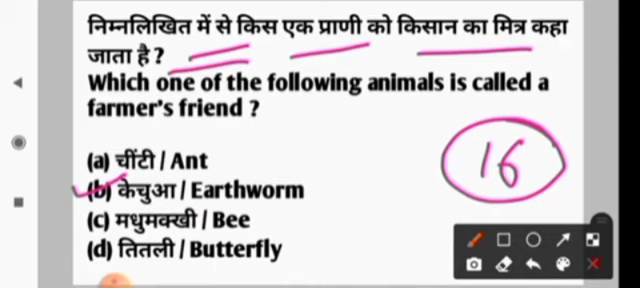 निम्नलिखित में से किस एक प्राणी को किसान का मित्र कहा
जाता है ?
Which one of the following animals is called a
farmer's friend ?
(a) चींटी / Ant
(b) केचुआ / Earthworm
(c) मधुमक्खी / Bee
(d) तितली / Butterfly
16